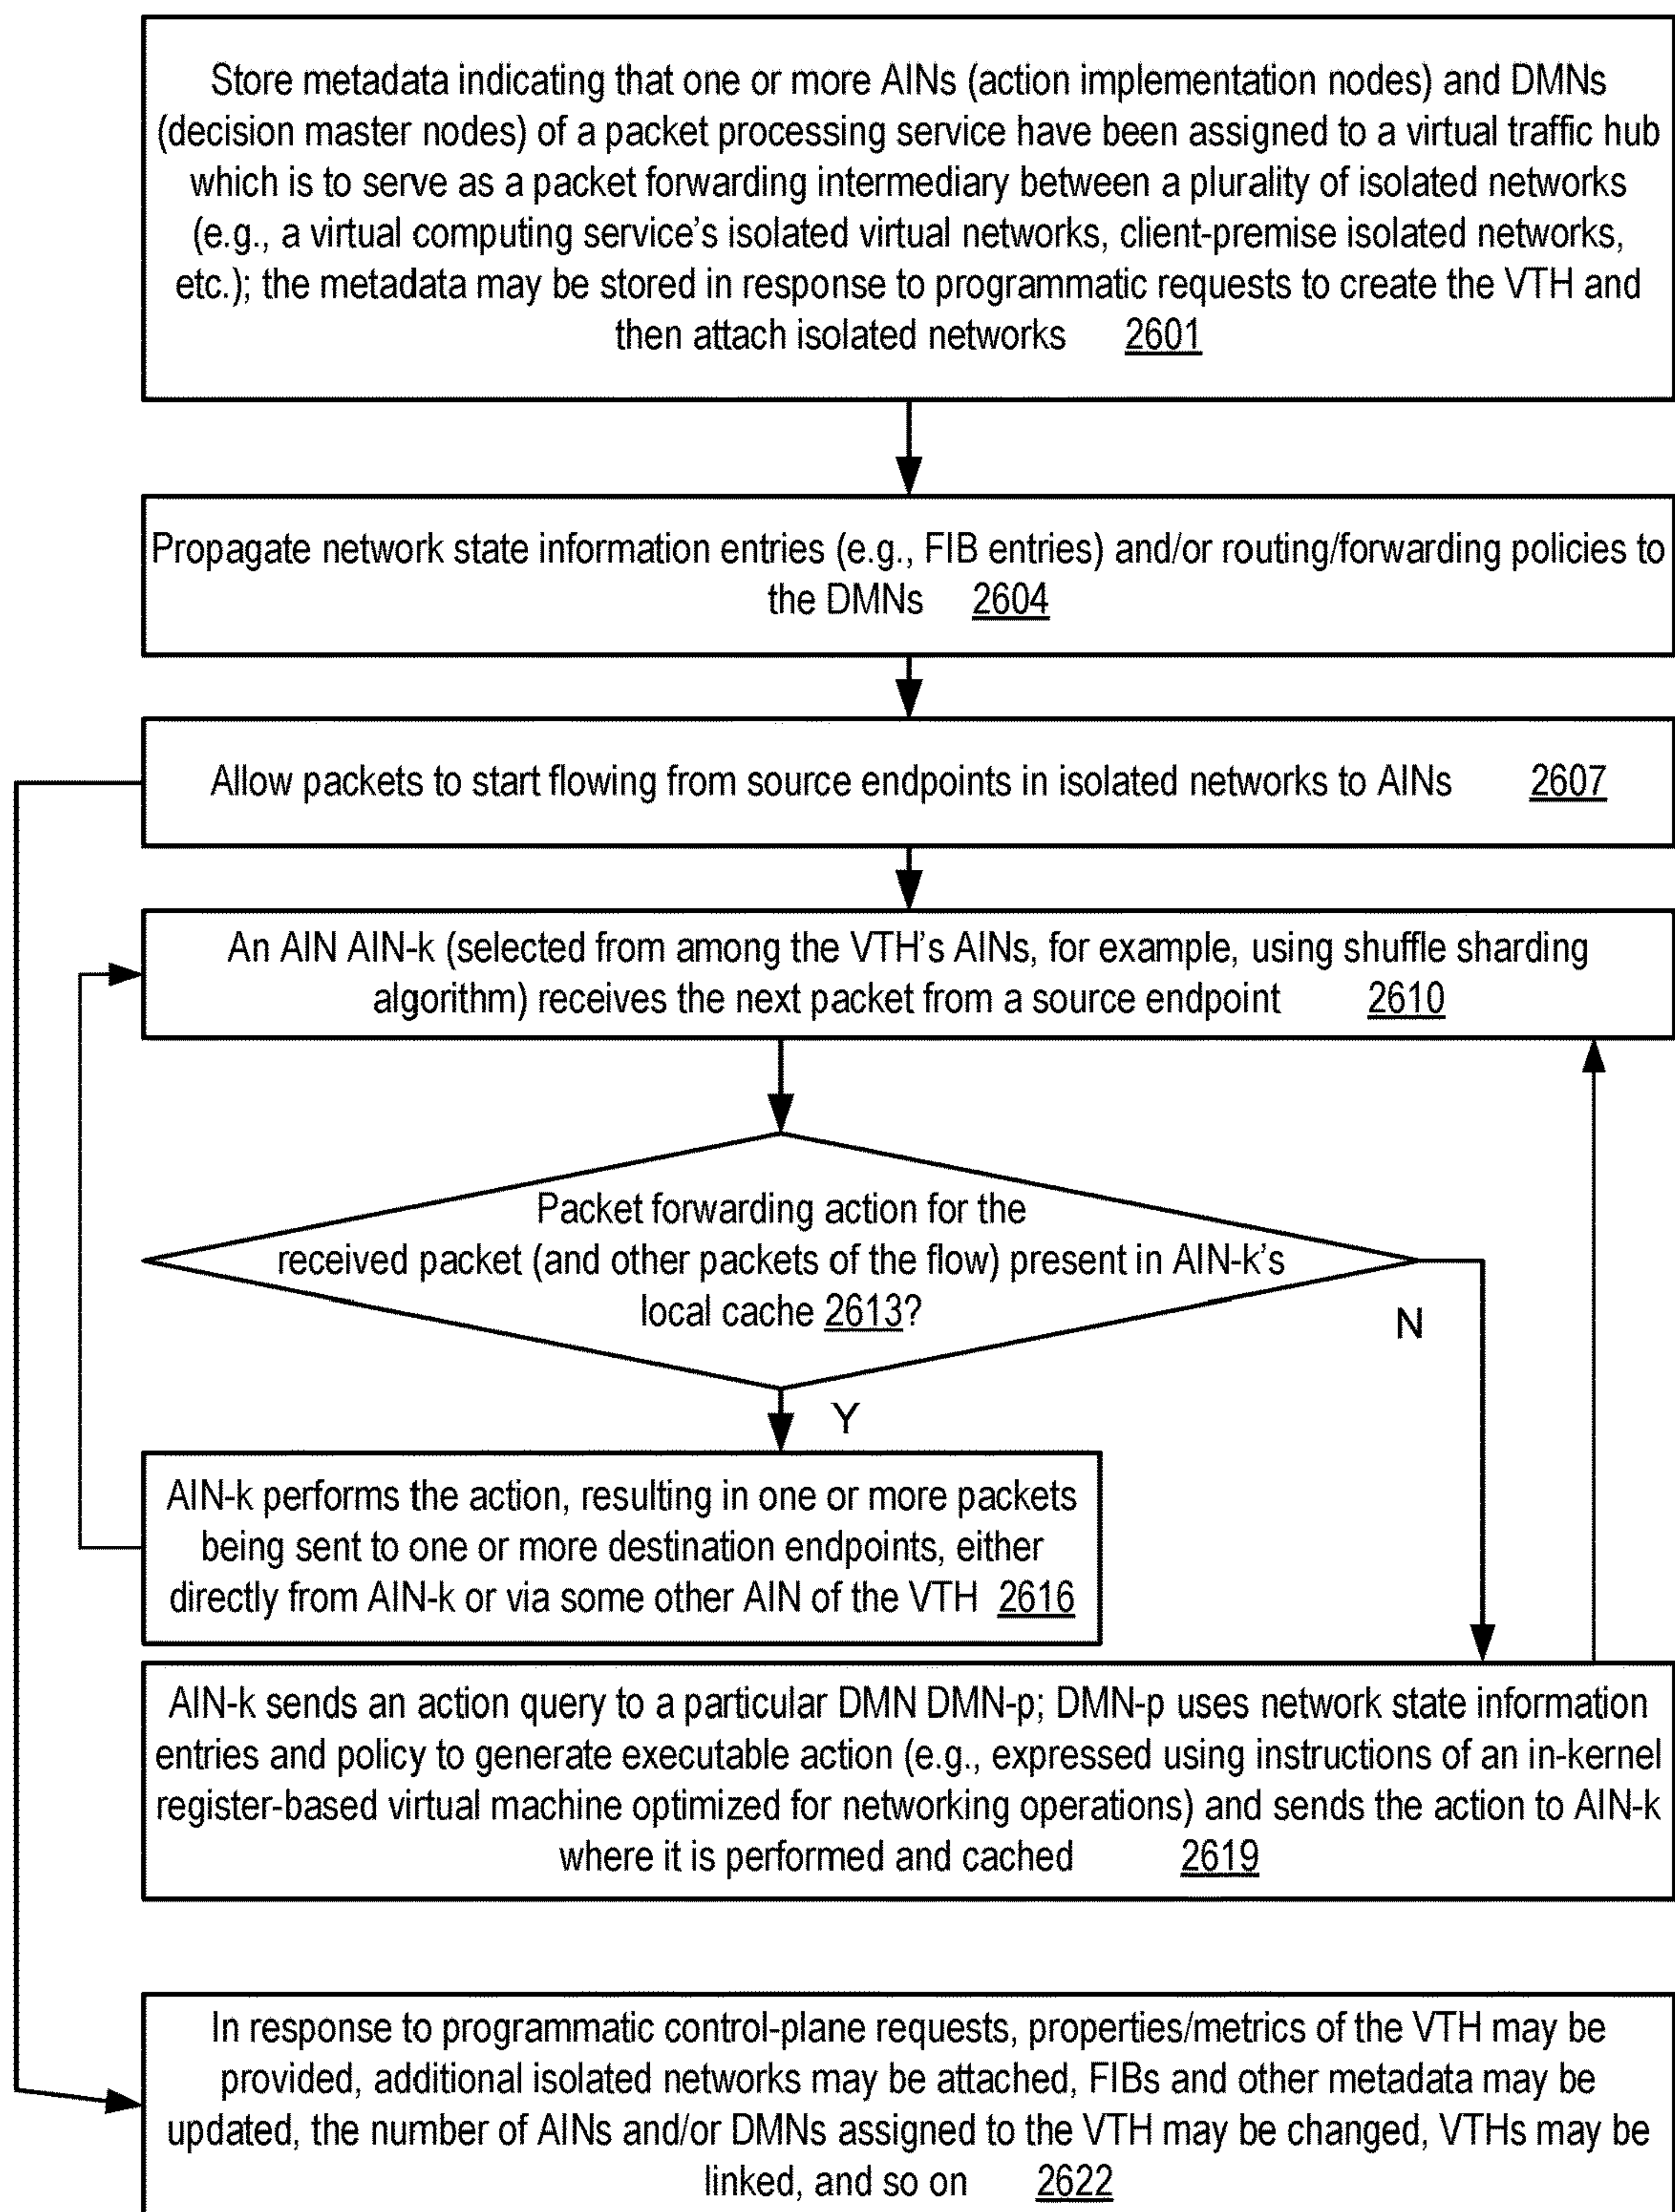 Store metadata indicating that one or more AINs (action implementation nodes) and DMNs
(decision master nodes) of a packet processing service have been assigned to a virtual traffic hub
which is to serve as a packet forwarding intermediary between a plurality of isolated networks
(e.g., a virtual computing service's isolated virtual networks, client-premise isolated networks,
etc.); the metadata may be stored in response to programmatic requests to create the VTH and
then attach isolated networks 2601
Propagate network state information entries (e.g., FIB entries) and/or routing/forwarding policies to
the DMNs 2604
Allow packets to start flowing from source endpoints in isolated networks to AINs 2607
An AIN AIN-k (selected from among the VTH's AINs, for example, using shuffle sharding
algorithm) receives the next packet from a source endpoint 2610
Packet forwarding action for the
received packet (and other packets of the flow) present in AIN-k's
local cache 2613?
N
Y
AIN-k performs the action, resulting in one or more packets
being sent to one or more destination endpoints, either
directly from AIN-k or via some other AIN of the VTH 2616
AIN-k sends an action query to a particular DMN DMN-p; DMN-p uses network state information
entries and policy to generate executable action (e.g., expressed using instructions of an in-kernel
register-based virtual machine optimized for networking operations) and sends the action to AIN-k
where it is performed and cached 2619
In response to programmatic control-plane requests, properties/metrics of the VTH may be
provided, additional isolated networks may be attached, FIBs and other metadata may be
updated, the number of AINs and/or DMNs assigned to the VTH may be changed, VTHs may be
linked, and so on 2622